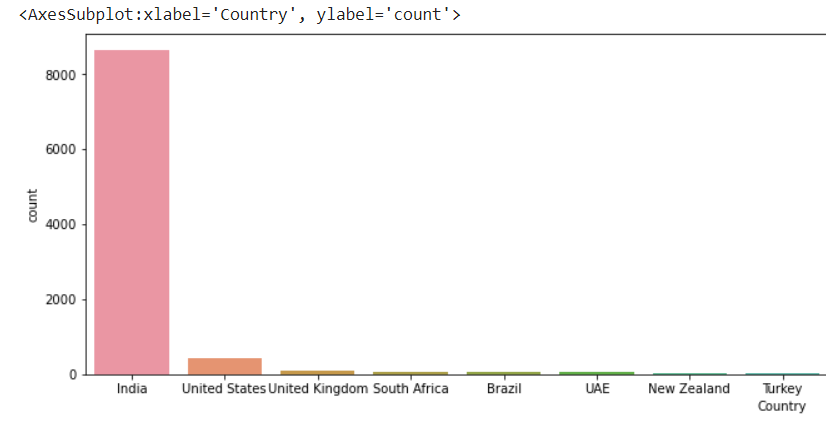 <AxesSubplot:xlabel='Country', ylabel='count'>
8000
6000
4000
2000
0
count
India United States United Kingdom South Africa Brazil UAE New Zealand Turkey
Country